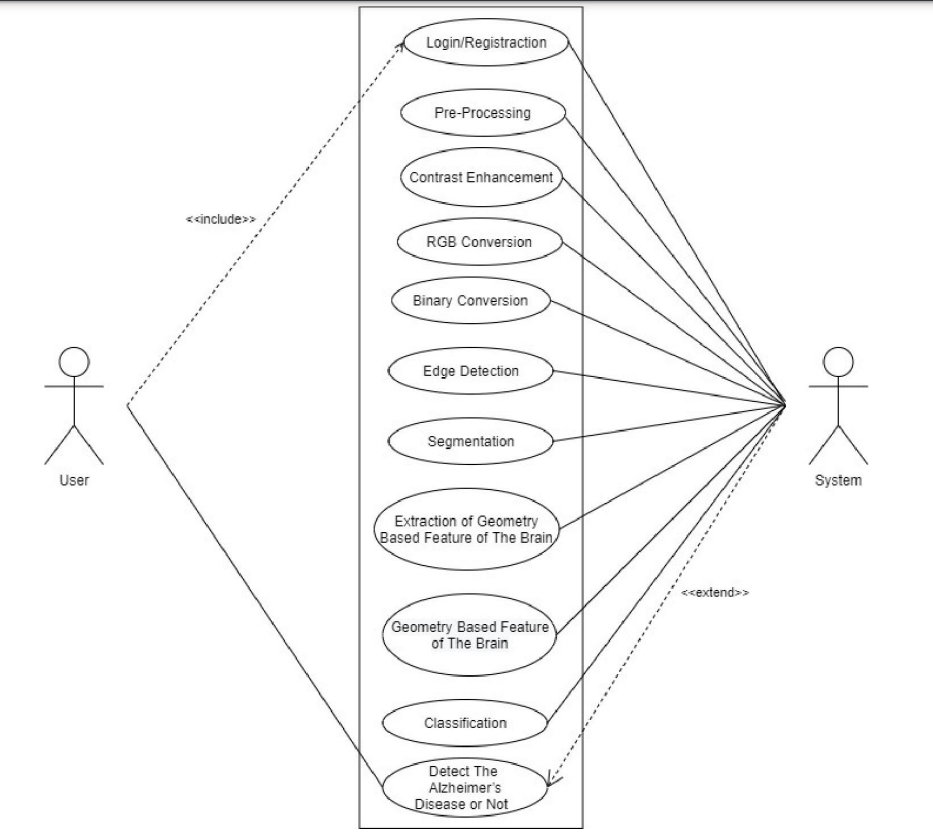 Login/Registraction
Pre-Processing
Contrast Enhancement
<<include>>
RGB Conversion
Binary Conversion
Edge Detection
Segmentation
User
System
Extraction of Geometry
Based Feature of The Brain
<<extend>>
Geometry Based Feature
of The Brain
Classification
Detect The
Alzheimer's
Disease or Not